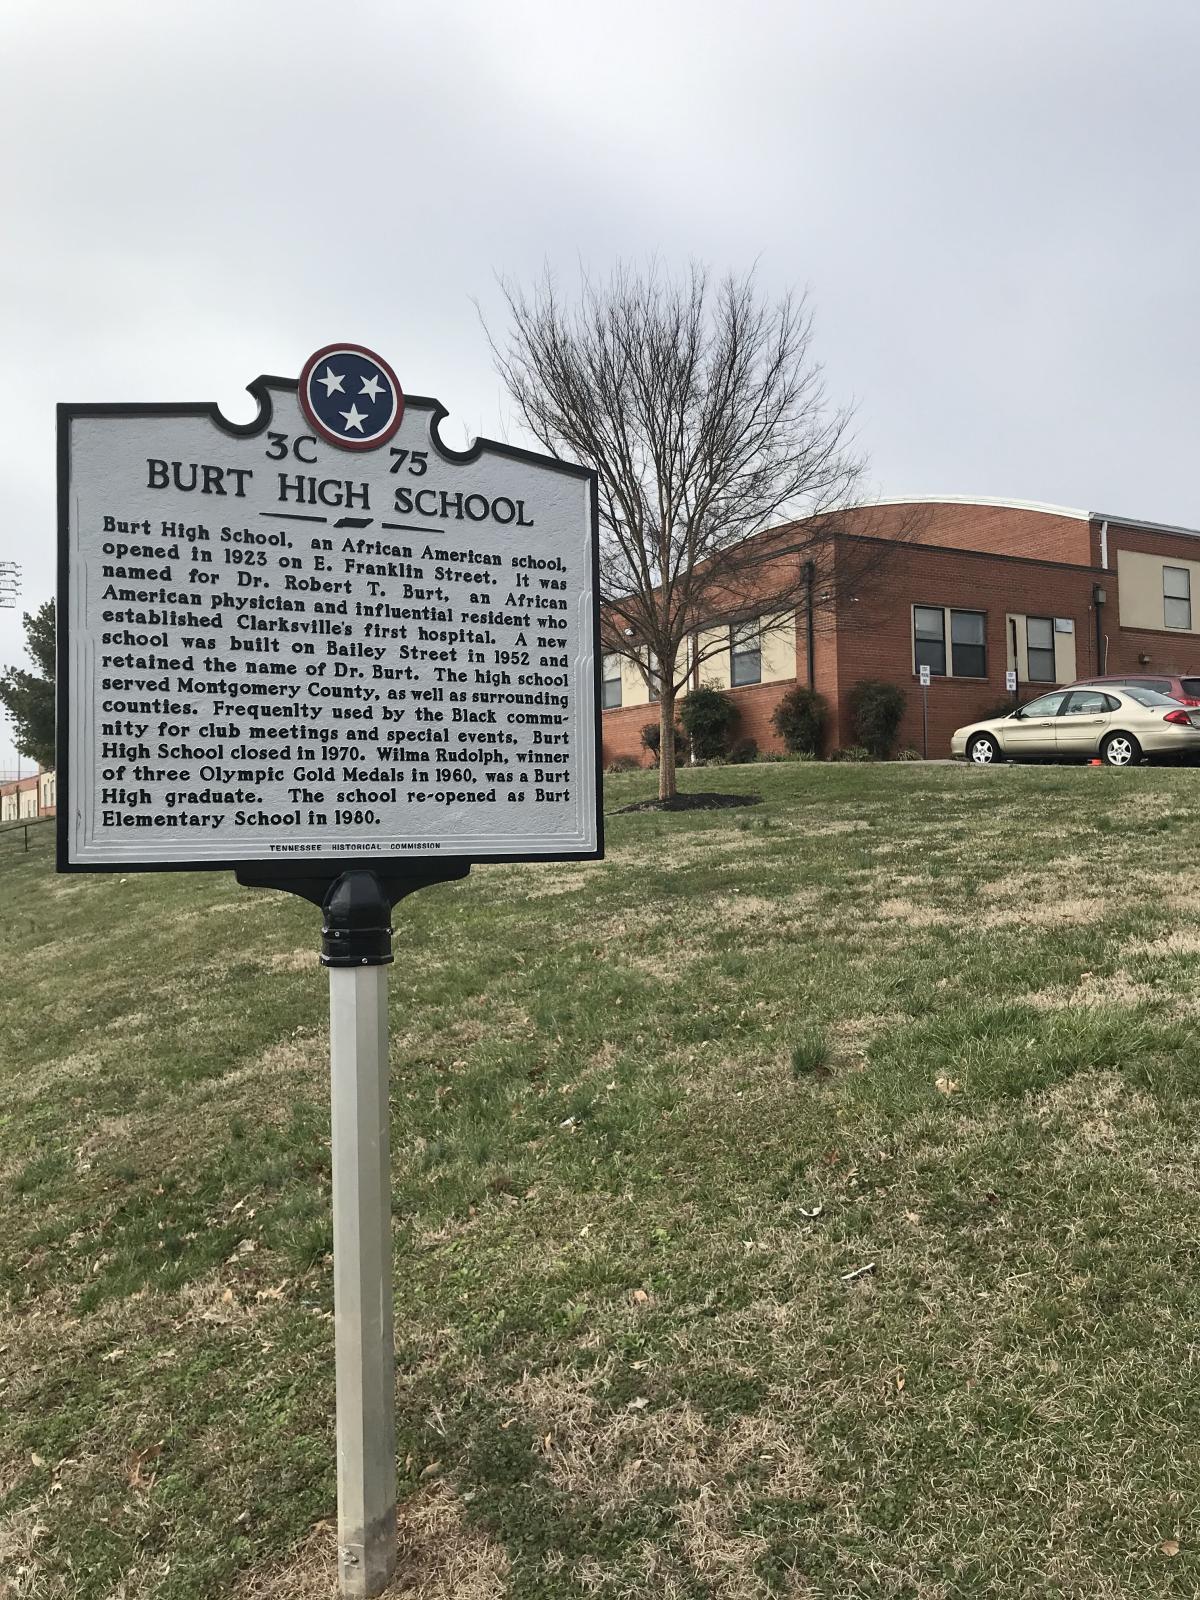 3C 75
BURT HIGH SCHOOL
Burt High School, an African American school,
opened in 1923 on E. Franklin Street. It was
named for Dr. Robert T. Burt, an African
American physician and influential resident who
established Clarksville's first hospital. A new
school was built on Bailey Street in 1952 and
retained the name of Dr. Burt. The high school
served Montgomery County, as well as surrounding
counties. Frequenlty used by the Black commu-
nity for club meetings and special events, Burt
High School closed in 1970. Wilma Rudolph, winner
of three Olympic Gold Medals in 1960, was a Burt
High graduate. The school re-opened as Burt
Elementary School in 1980.
TENNESSEE HISTORICAL COMMISSION